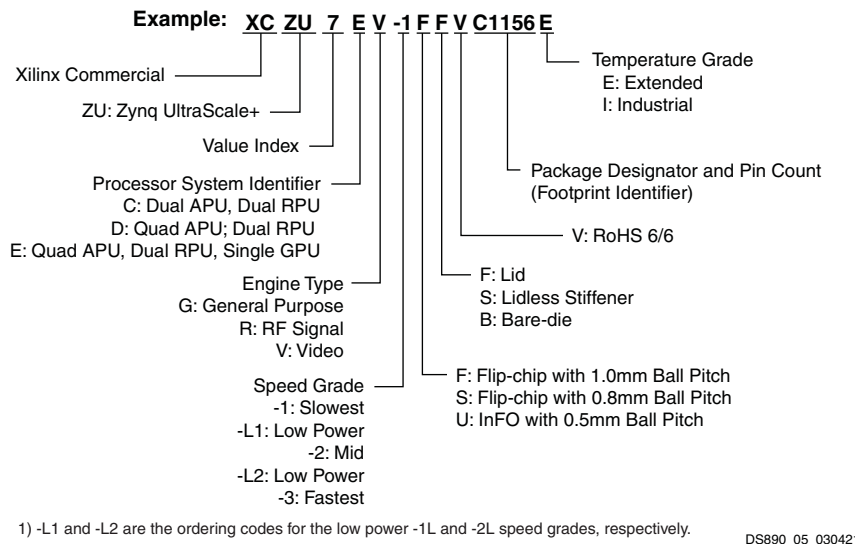 Example: XC ZU 7 E V -1 F F V C1156 E
Xilinx Commercial
ZU: Zynq UltraScale+
Value Index
Processor System Identifier
C: Dual APU, Dual RPU
D: Quad APU; Dual RPU
E: Quad APU, Dual RPU, Single GPU
Engine Type
G: General Purpose
R: RF Signal
V: Video
Speed Grade
-1: Slowest
-L1: Low Power
-2: Mid
-L2: Low Power
-3: Fastest
Temperature Grade
E: Extended
I: Industrial
Package Designator and Pin Count
(Footprint Identifier)
V: RoHS 6/6
F: Lid
S: Lidless Stiffener
B: Bare-die
F: Flip-chip with 1.0mm Ball Pitch
S: Flip-chip with 0.8mm Ball Pitch
U: InFO with 0.5mm Ball Pitch
1) -L1 and -L2 are the ordering codes for the low power -1L and -2L speed grades, respectively.
DS890_05_030421